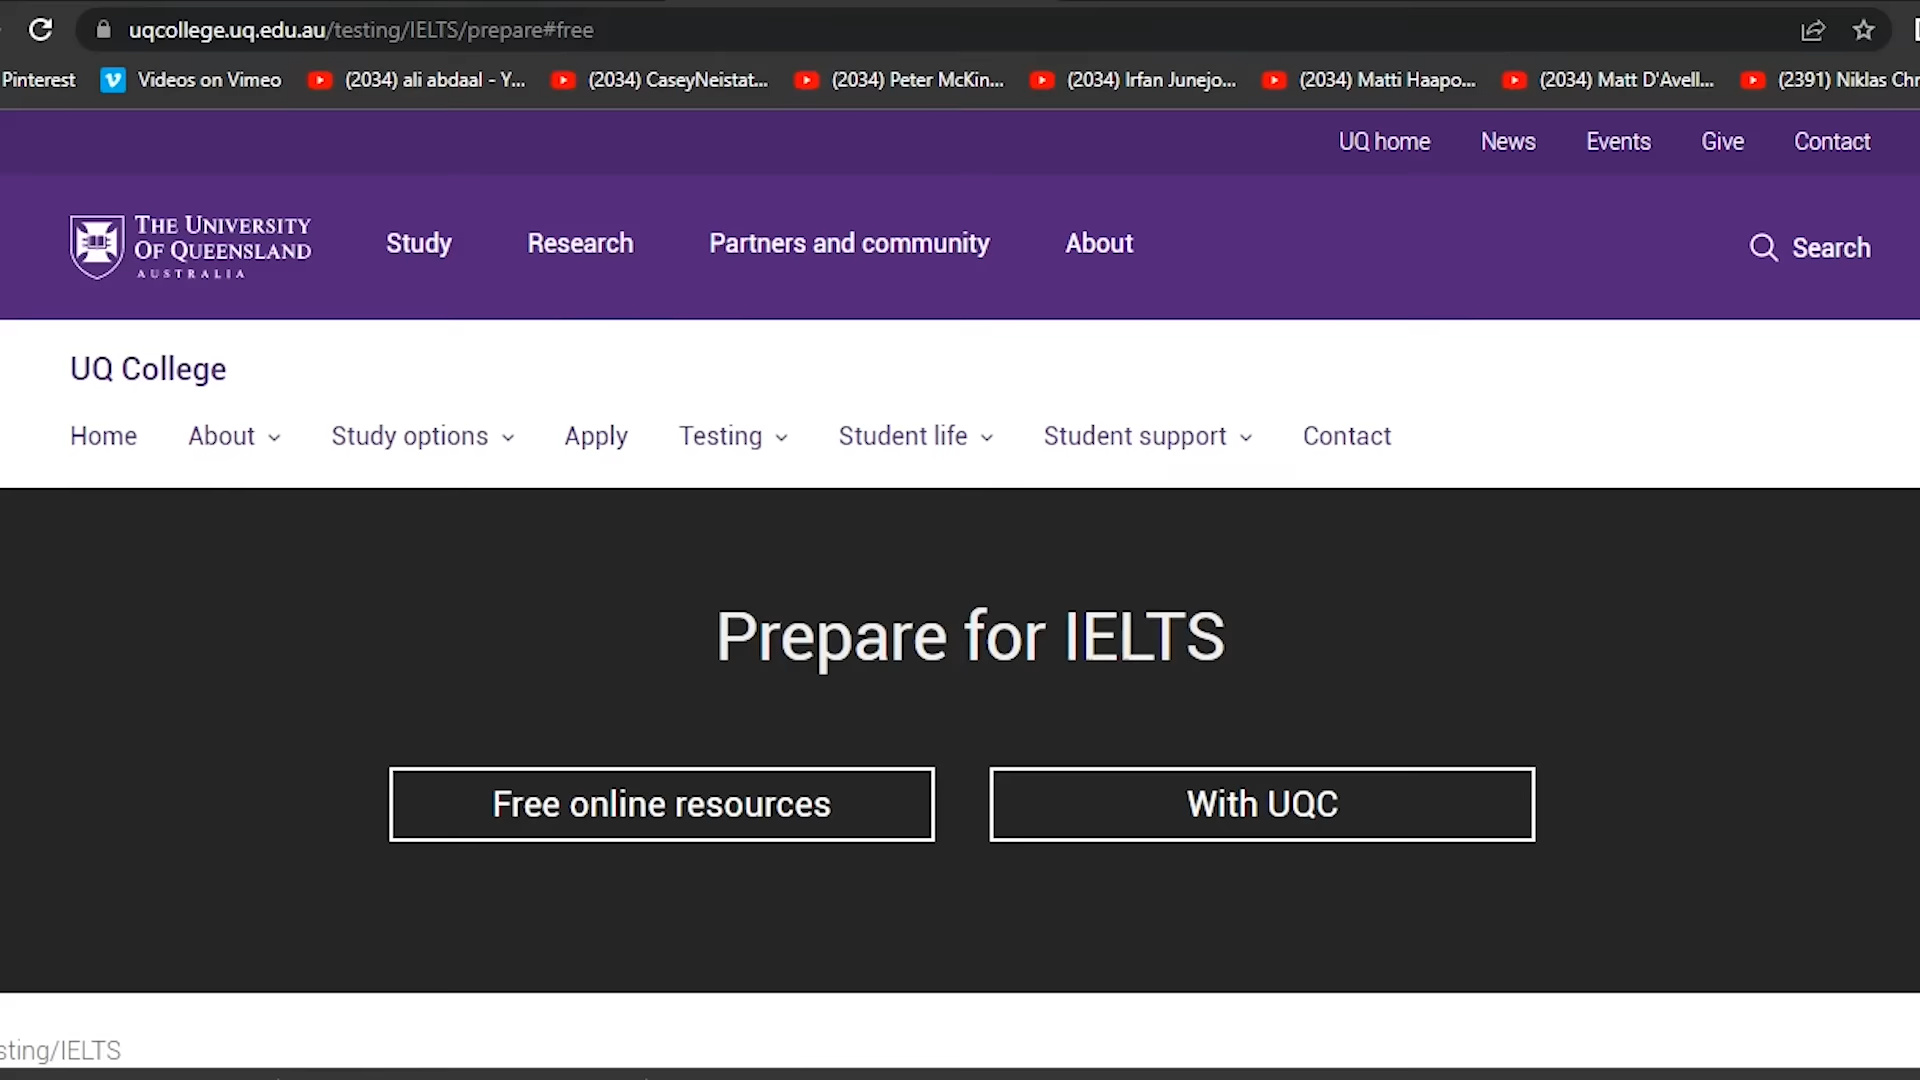 uqcollege.uq.edu.au/testing/IELTS/prepare#free
Pinterest Videos on Vimeo (2034) ali abdaal - Y... (2034) CaseyNeistat... (2034) Peter McKin... (2034) Irfan Junejo... (2034) Matti Haapo... (2034) Matt D'Avell... (2391) Niklas Chr
UQ home News Events Give Contact
THE UNIVERSITY
OF QUEENSLAND
AUSTRALIA
Study Research Partners and community About Search
UQ College
Home About Study options Apply Testing Student life Student support Contact
Prepare for IELTS
Free online resources With UQC
sting/IELTS